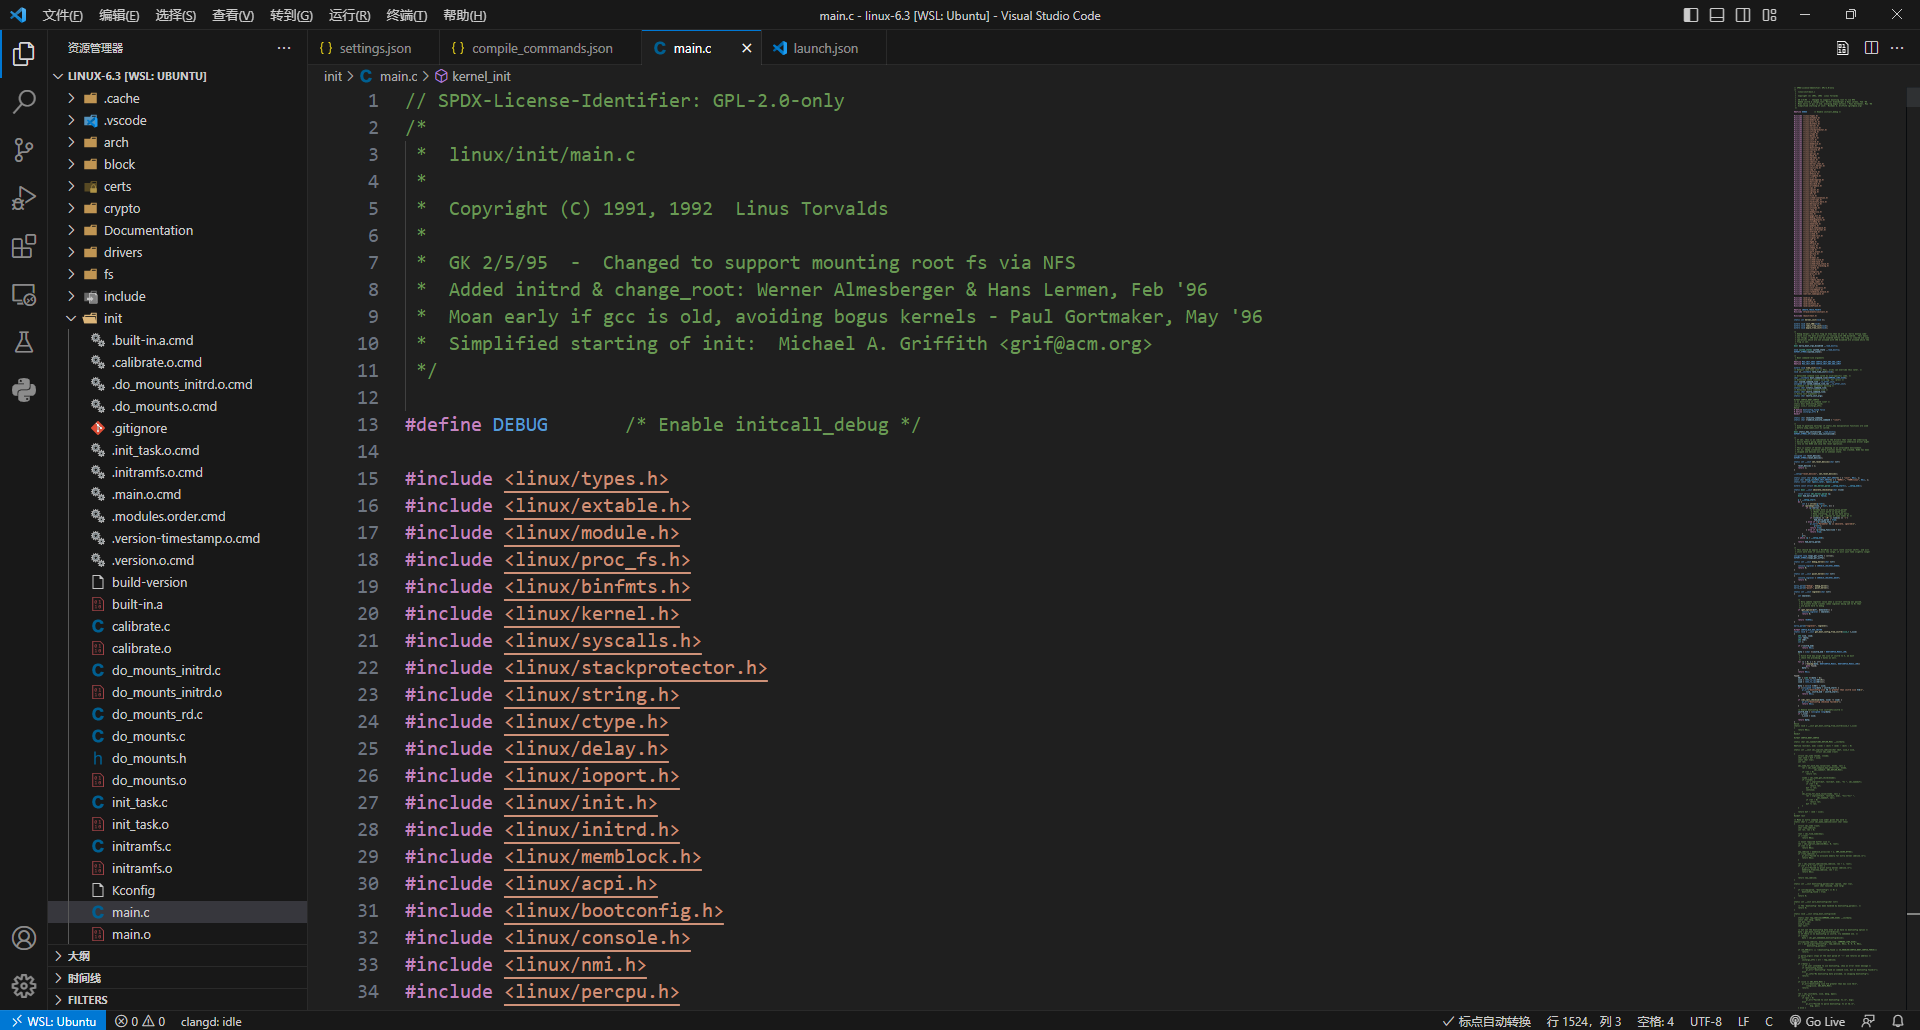 文件(F) 编辑(E) 选择(S) 查看(V) 转到(G) 运行(R) 终端(T) 帮助(H)
main.c - linux-6.3 [WSL: Ubuntu] - Visual Studio Code
资源管理器
settings.json
compile_commands.json
main.c
launch.json
LINUX-6.3 [WSL: UBUNTU]
.cache
.vscode
arch
block
certs
crypto
Documentation
drivers
fs
include
init
.built-in.a.cmd
.calibrate.o.cmd
.do_mounts_initrd.o.cmd
.do_mounts.o.cmd
.gitignore
.init_task.o.cmd
.initramfs.o.cmd
.main.o.cmd
.modules.order.cmd
.version-timestamp.o.cmd
.version.o.cmd
build-version
built-in.a
calibrate.c
calibrate.o
do_mounts_initrd.c
do_mounts_initrd.o
do_mounts_rd.c
do_mounts.c
do_mounts.h
do_mounts.o
init_task.c
init_task.o
initramfs.c
initramfs.o
Kconfig
main.c
main.o
大纲
时间线
FILTERS
init > C main.c > kernel_init
1 // SPDX-License-Identifier: GPL-2.0-only
2 /*
3  *  linux/init/main.c
4  *
5  *  Copyright (C) 1991, 1992  Linus Torvalds
6  *
7  *  GK 2/5/95  -  Changed to support mounting root fs via NFS
8  *  Added initrd & change_root: Werner Almesberger & Hans Lermen, Feb '96
9  *  Moan early if gcc is old, avoiding bogus kernels - Paul Gortmaker, May '96
10  *  Simplified starting of init:  Michael A. Griffith <grif@acm.org>
11  */
12
13 #define DEBUG       /* Enable initcall_debug */
14
15 #include <linux/types.h>
16 #include <linux/extable.h>
17 #include <linux/module.h>
18 #include <linux/proc_fs.h>
19 #include <linux/binfmts.h>
20 #include <linux/kernel.h>
21 #include <linux/syscalls.h>
22 #include <linux/stackprotector.h>
23 #include <linux/string.h>
24 #include <linux/ctype.h>
25 #include <linux/delay.h>
26 #include <linux/ioport.h>
27 #include <linux/init.h>
28 #include <linux/initrd.h>
29 #include <linux/memblock.h>
30 #include <linux/acpi.h>
31 #include <linux/bootconfig.h>
32 #include <linux/console.h>
33 #include <linux/nmi.h>
34 #include <linux/percpu.h>
WSL: Ubuntu 0 0 clangd: idle 标点自动转换 行 1524，列 3 空格: 4 UTF-8 LF C Go Live